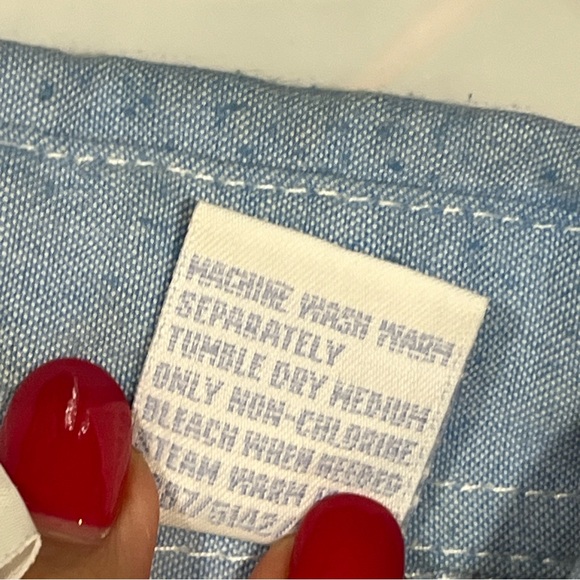 MACHINE WASH WARM
SEPARATELY
TUMBLE DRY MEDIUM
ONLY NON-CHLORINE
BLEACH WHEN NEEDED
STEAM WARM